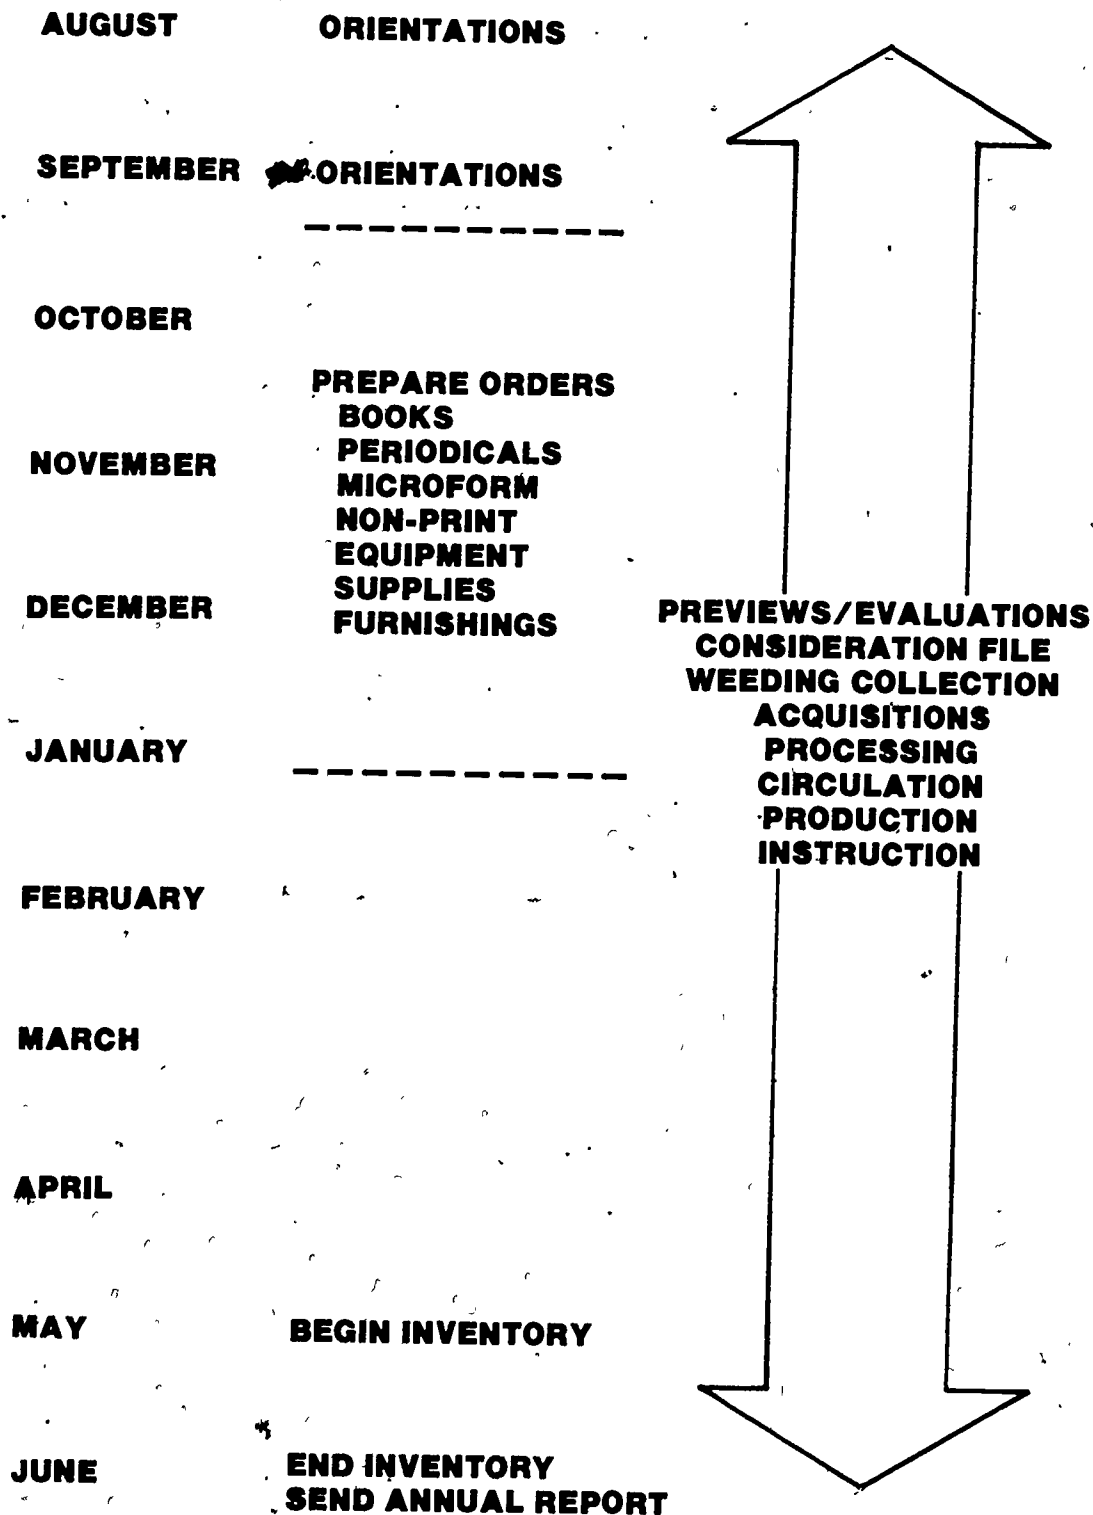 AUGUST ORIENTATIONS
SEPTEMBER ORIENTATIONS
OCTOBER
PREPARE ORDERS
BOOKS
NOVEMBER PERIODICALS
MICROFORM
NON-PRINT
EQUIPMENT
DECEMBER SUPPLIES PREVIEWS/EVALUATIONS
FURNISHINGS CONSIDERATION FILE
WEEDING COLLECTION
ACQUISITIONS
JANUARY PROCESSING
CIRCULATION
PRODUCTION
INSTRUCTION
FEBRUARY
MARCH
APRIL
MAY BEGIN INVENTORY
JUNE END INVENTORY
SEND ANNUAL REPORT